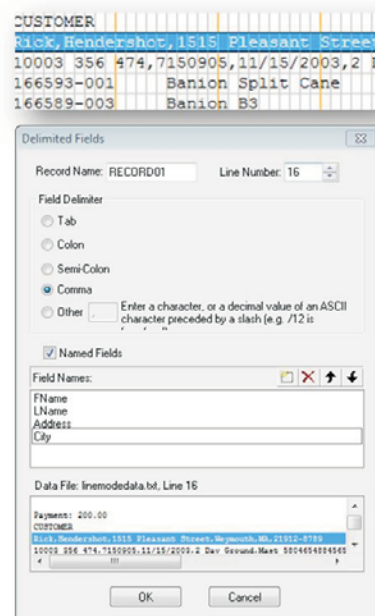 CUSTOMER
Rick,Hendershot,1515 Pleasant Street
10003 356 474,7150905,11/15/2003,2
166593-001 Banion Split Cane
166589-003 Banion B3
Delimited Fields
Record Name: RECORD01 Line Number: 16
Field Delimiter
Tab
Colon
Semi-Colon
Comma
Other , Enter a character, or a decimal value of an ASCII
character preceded by a slash (e.g. /12 is
Named Fields
Field Names:
FName
LName
Address
City
Data File: linemodedata.txt, Line 16
Payment: 200.00
CUSTOMER
Rick,Hendershot,1515 Pleasant Street,Weymouth,MA,21912-8789
10003 356 474,7150905,11/15/2003,2 Day Ground,Mast 5804654884565
OK Cancel